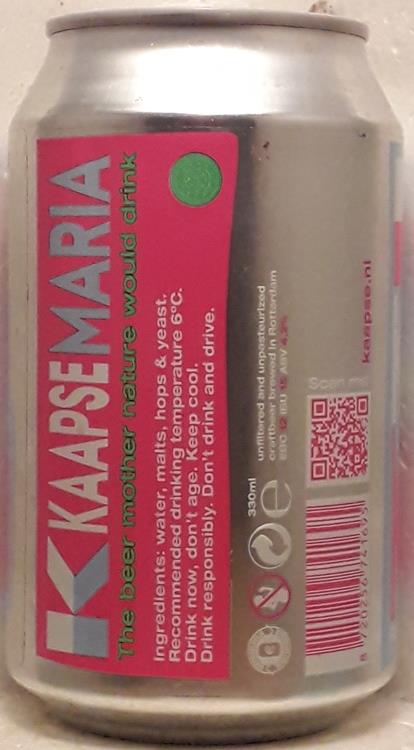 KAAPSEMARIA
The beer mother nature would drink
Ingredients: water, malts, hops & yeast.
Recommended drinking temperature 6°C.
Drink now, don't age. Keep cool.
Drink responsibly. Don't drink and drive.
330ml
unfiltered and unpasteurized
craftbeer brewed in Rotterdam
EBC 12 IBU 15 ABV 4,2%
Scan me!
kaapse.nl